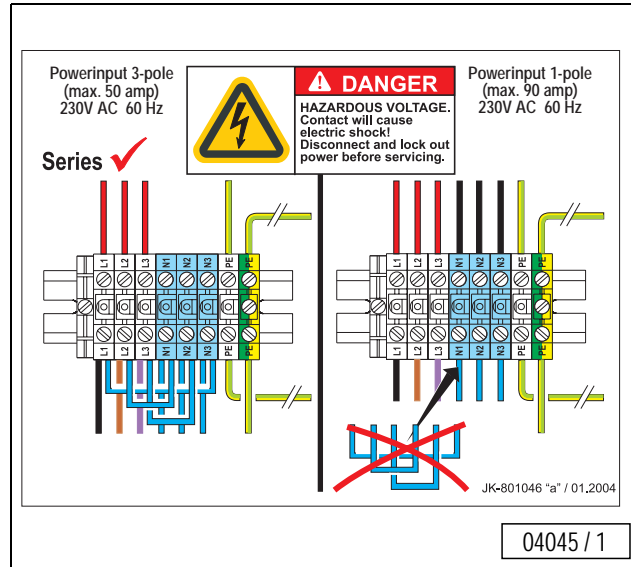 Powerinput 3-pole
(max. 50 amp)
230V AC 60 Hz
DANGER
HAZARDOUS VOLTAGE.
Contact will cause
electric shock!
Disconnect and lock out
power before servicing.
Powerinput 1-pole
(max. 90 amp)
230V AC 60 Hz
Series
L1 L2 L3 N1 N2 N3 PE PE
L1 L2 L3 N1 N2 N3 PE PE
L1 L2 L3 N1 N2 N3 PE PE
L1 L2 L3 N1 N2 N3 PE PE
JK-801046 "a" / 01.2004
04045 / 1